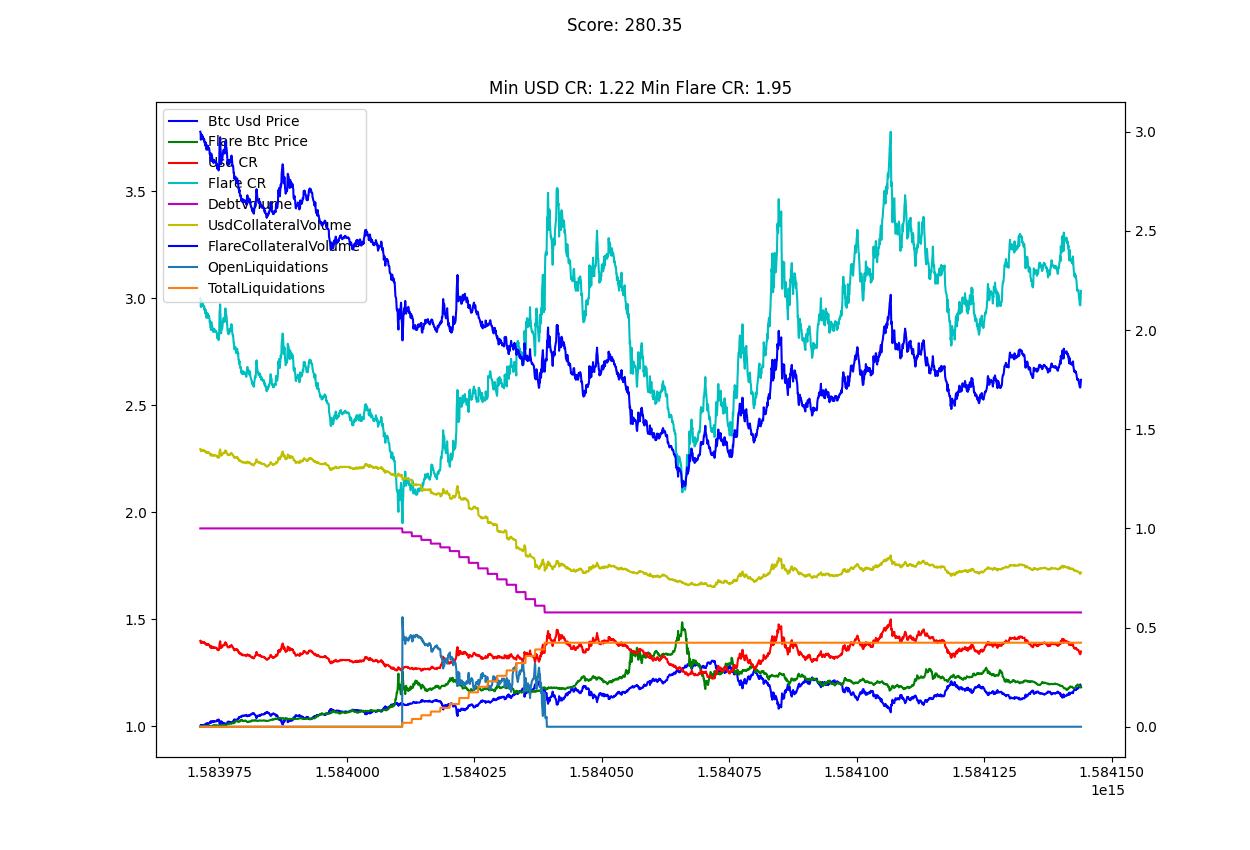 Score: 280.35
Min USD CR: 1.22 Min Flare CR: 1.95
Btc Usd Price
Flare Btc Price
Usd CR
Flare CR
DebtVolume
UsdCollateralVolume
FlareCollateralVolume
OpenLiquidations
TotalLiquidations
3.5
3.0
2.5
2.0
1.5
1.0
3.0
2.5
2.0
1.5
1.0
0.5
0.0
1.583975 1.584000 1.584025 1.584050 1.584075 1.584100 1.584125 1.584150
1e15